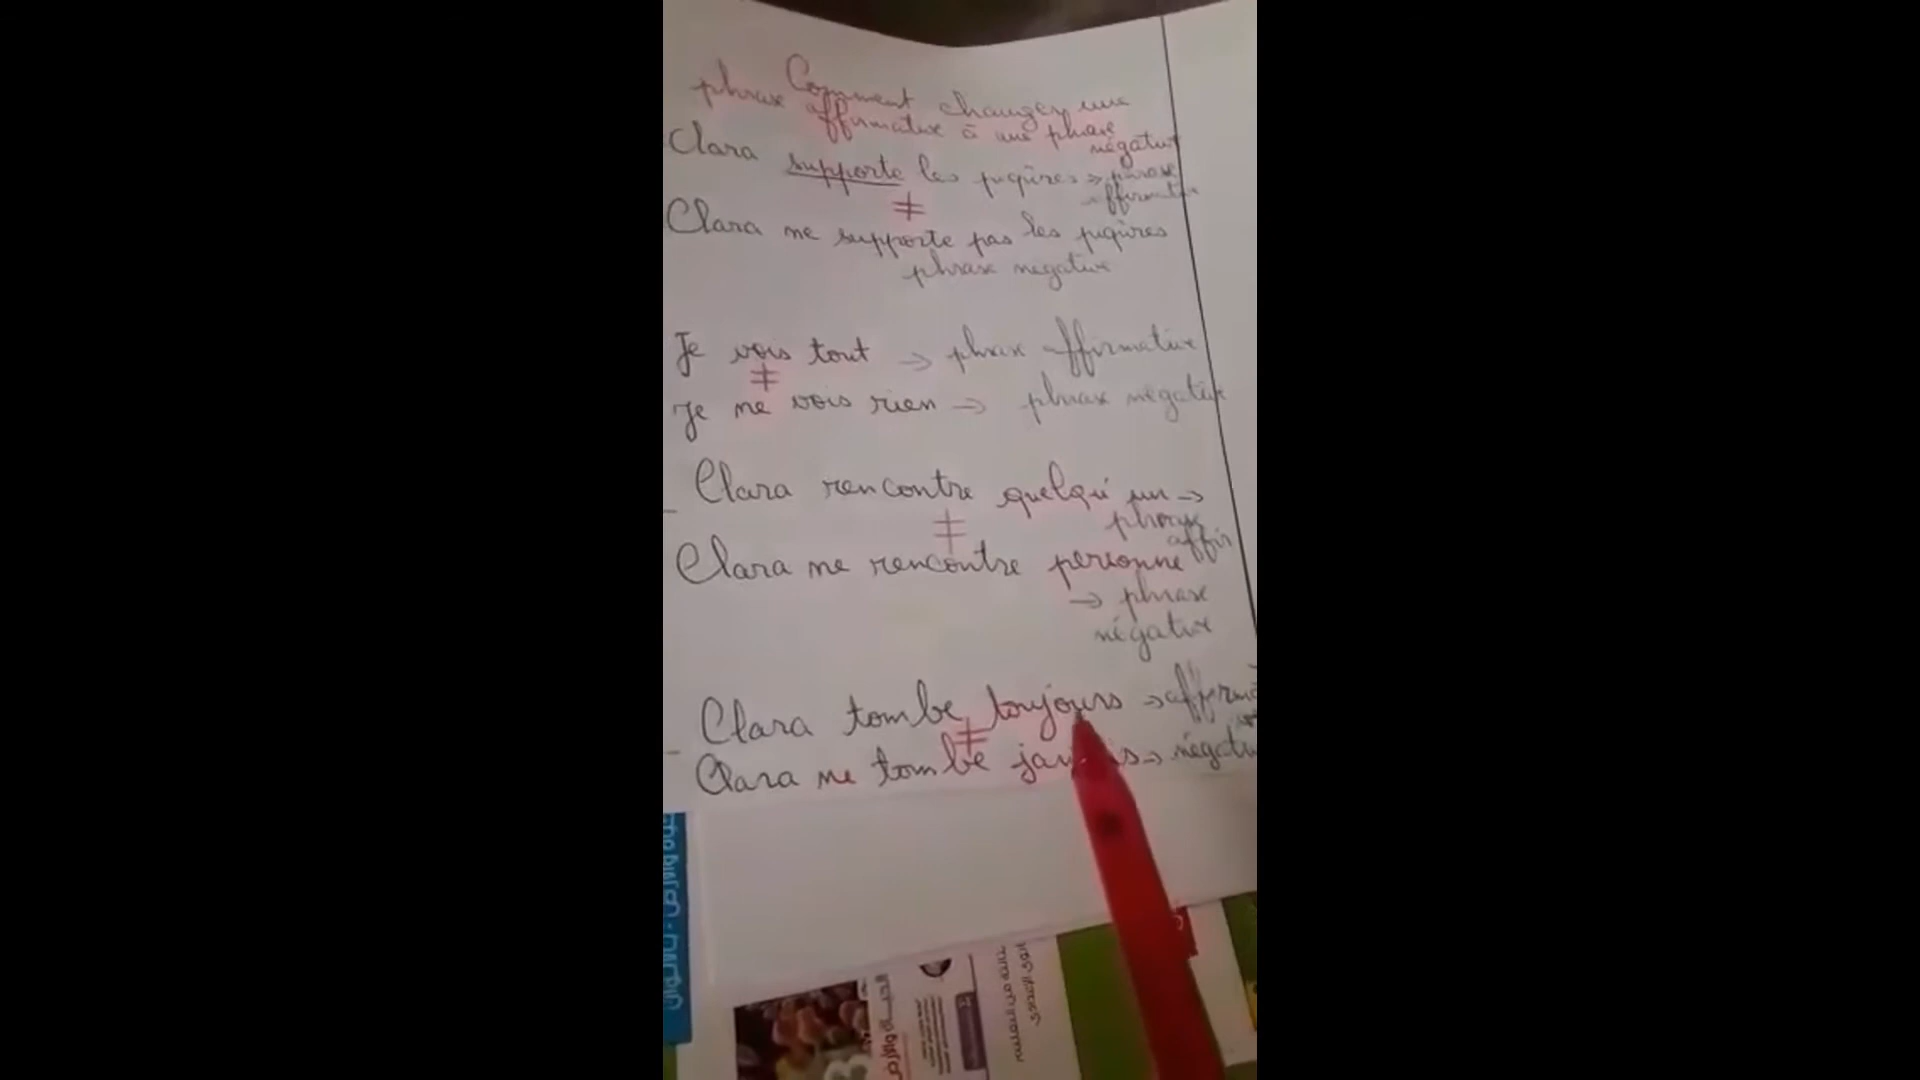 Comment changer une
phrase affirmative à une phrase
négative
Clara supporte les piqûres → phrase
affirmative
≠
Clara ne supporte pas les piqûres
phrase négative
Je vois tout → phrase affirmative
≠
Je ne vois rien → phrase négative
- Clara rencontre quelqu'un →
phrase
affir
≠
Clara ne rencontre personne
→ phrase
négative
- Clara tombe toujours → affirma
≠
Clara ne tombe jamais → négativ